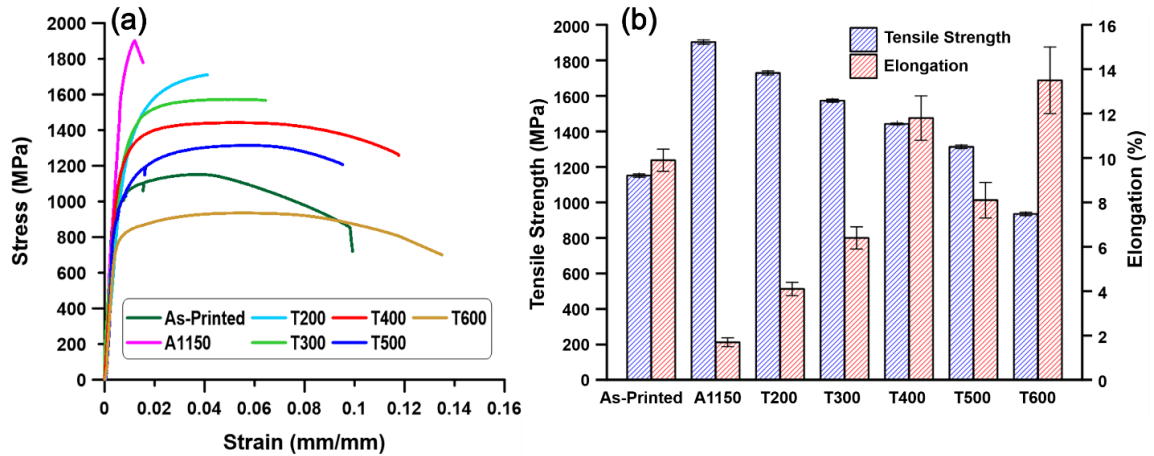 (a)
Stress (MPa)
2000
1800
1600
1400
1200
1000
800
600
400
200
0
As-Printed T200 T400 T600
A1150 T300 T500
0 0.02 0.04 0.06 0.08 0.1 0.12 0.14 0.16
Strain (mm/mm)
(b)
Tensile Strength (MPa)
2000
1800
1600
1400
1200
1000
800
600
400
200
0
Tensile Strength
Elongation
16
14
12
10
8
6
4
2
0
Elongation (%)
As-Printed A1150 T200 T300 T400 T500 T600